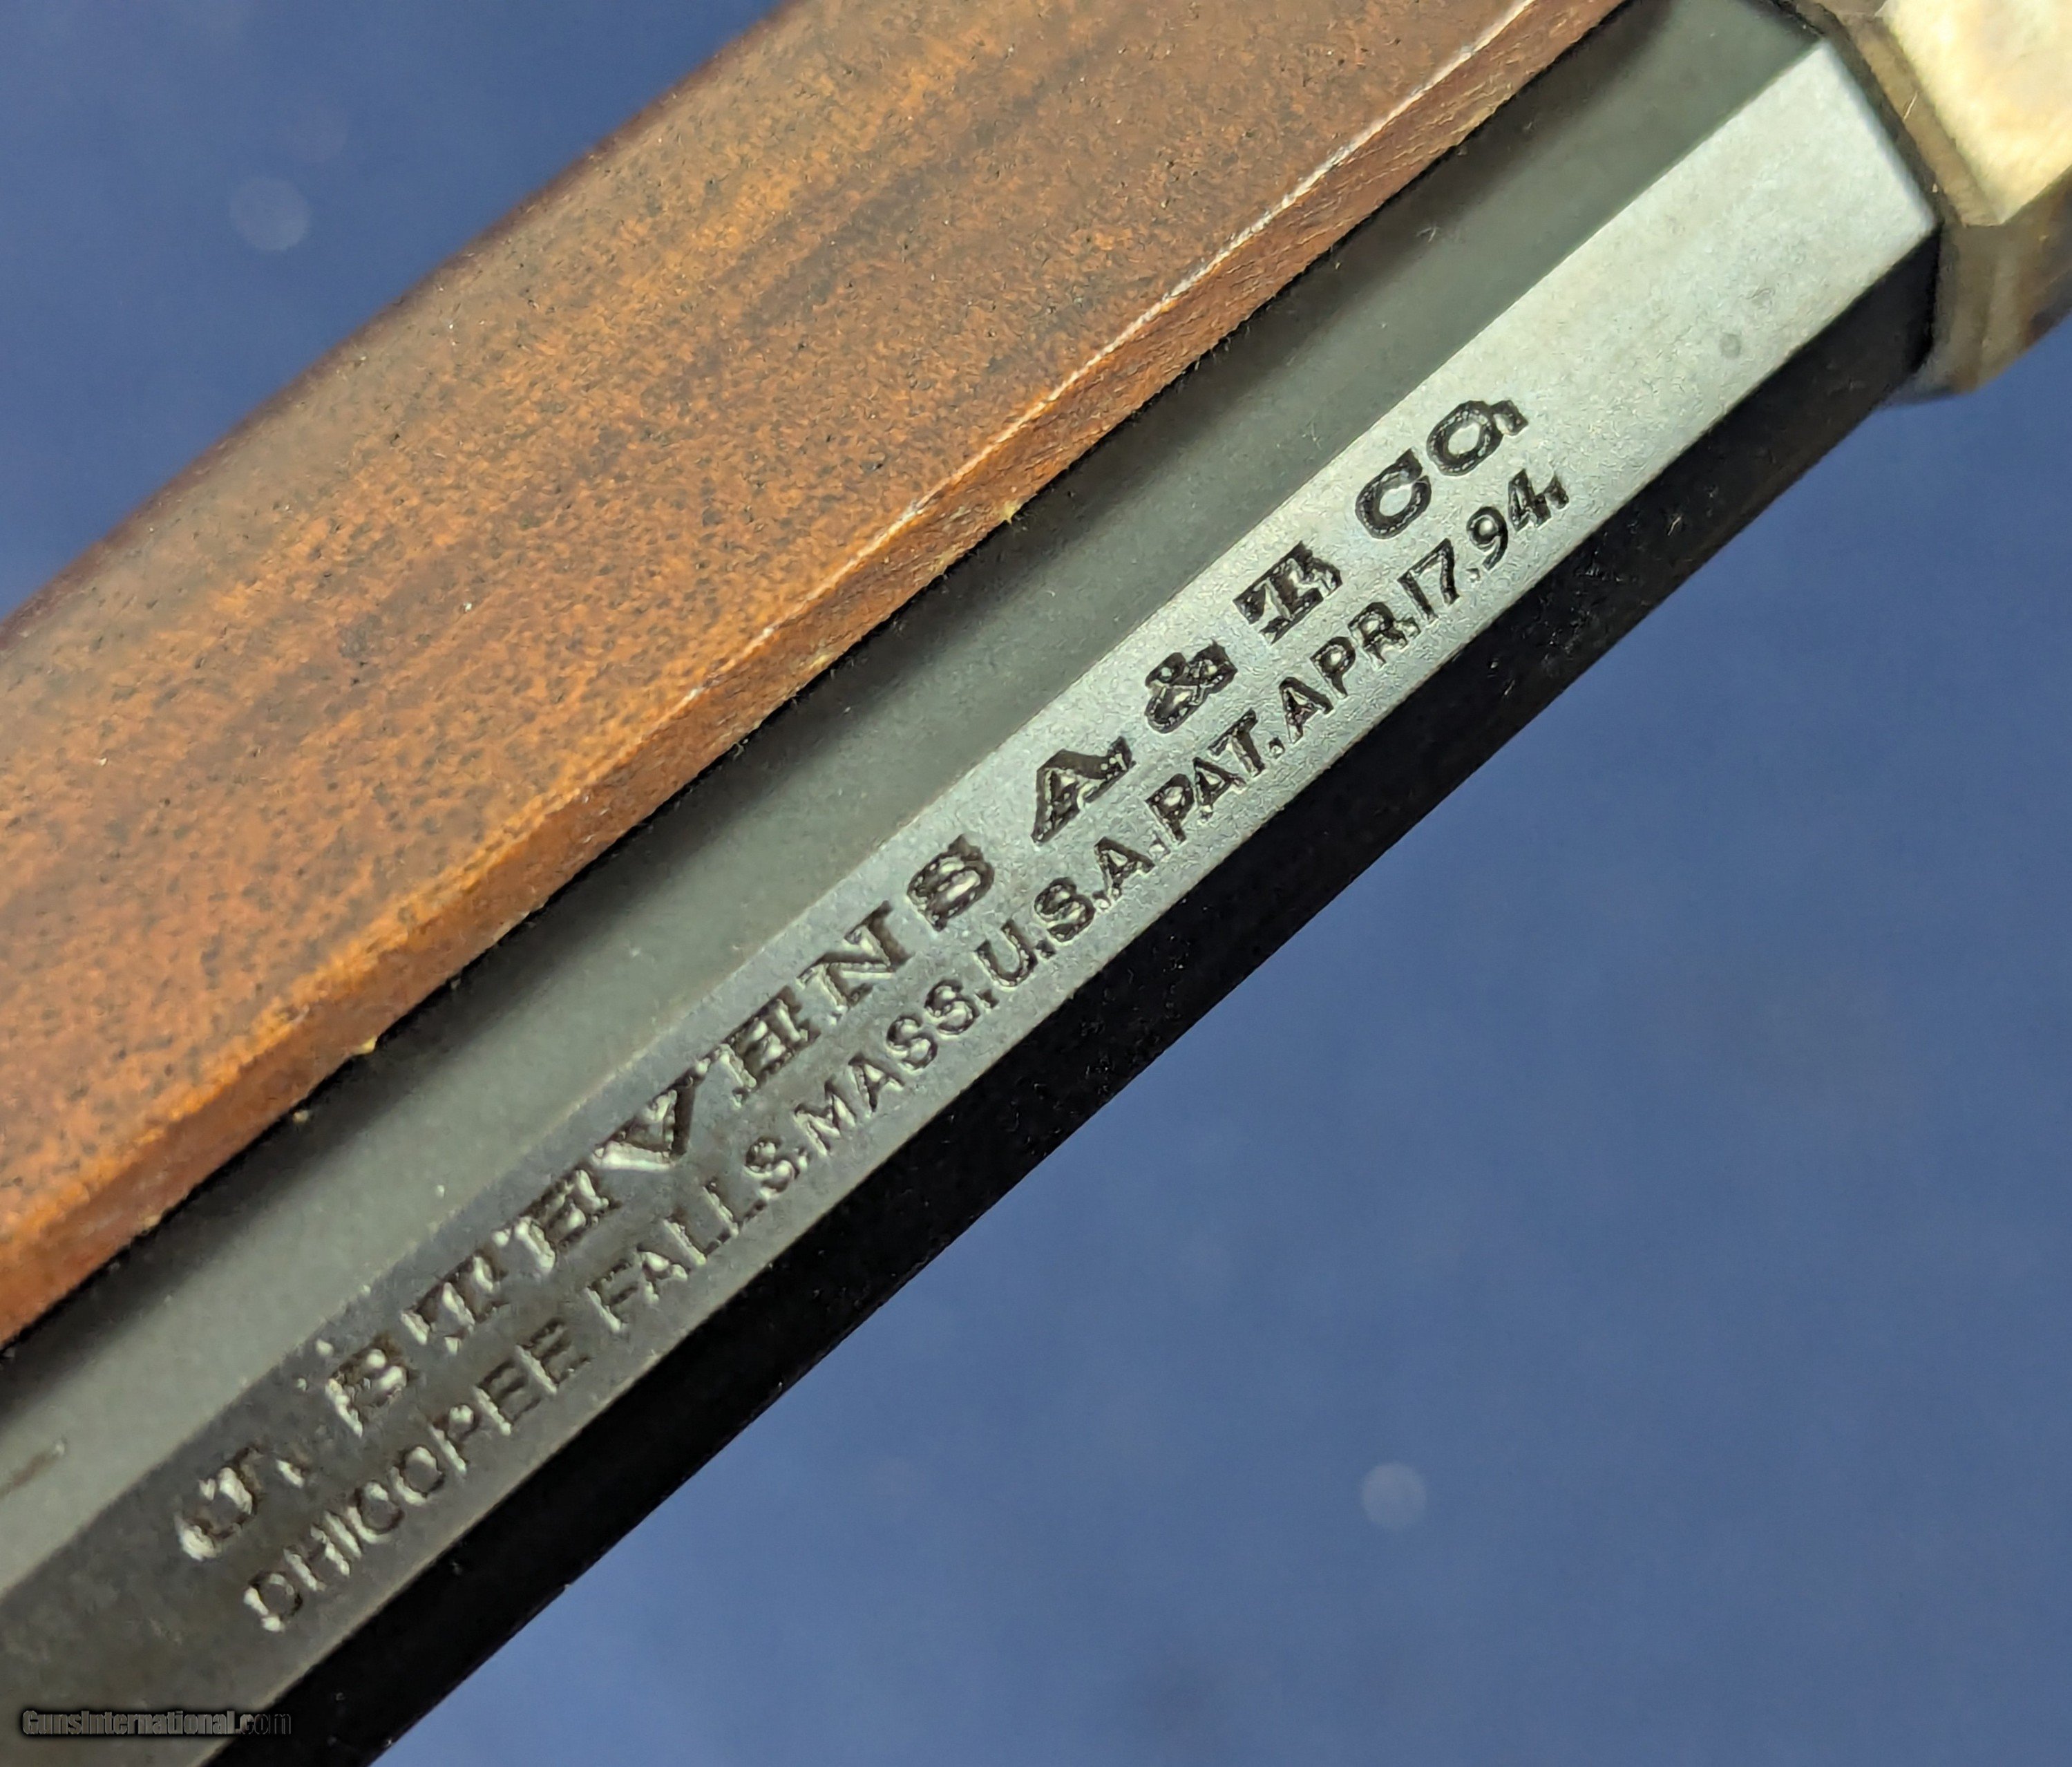 J. STEVENS A. & T. CO.
CHICOPEE FALLS. MASS. U.S.A. PAT. APR. 17. 94.
GunsInternational.com